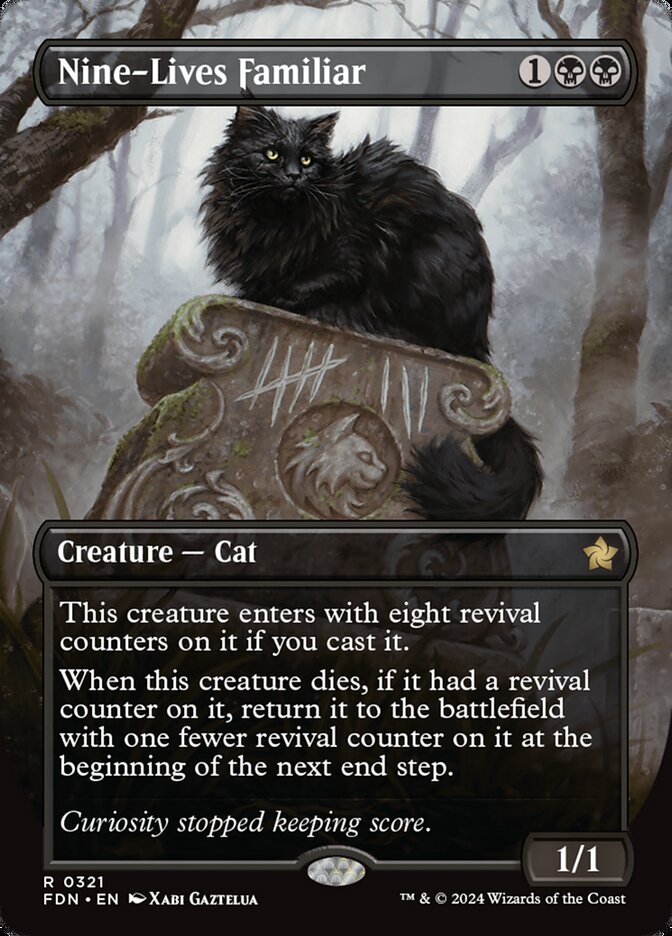 Nine-Lives Familiar 1
Creature — Cat
This creature enters with eight revival
counters on it if you cast it.
When this creature dies, if it had a revival
counter on it, return it to the battlefield
with one fewer revival counter on it at the
beginning of the next end step.
Curiosity stopped keeping score.
1/1
R 0321
FDN • EN Xabi Gaztelua
™ & © 2024 Wizards of the Coast